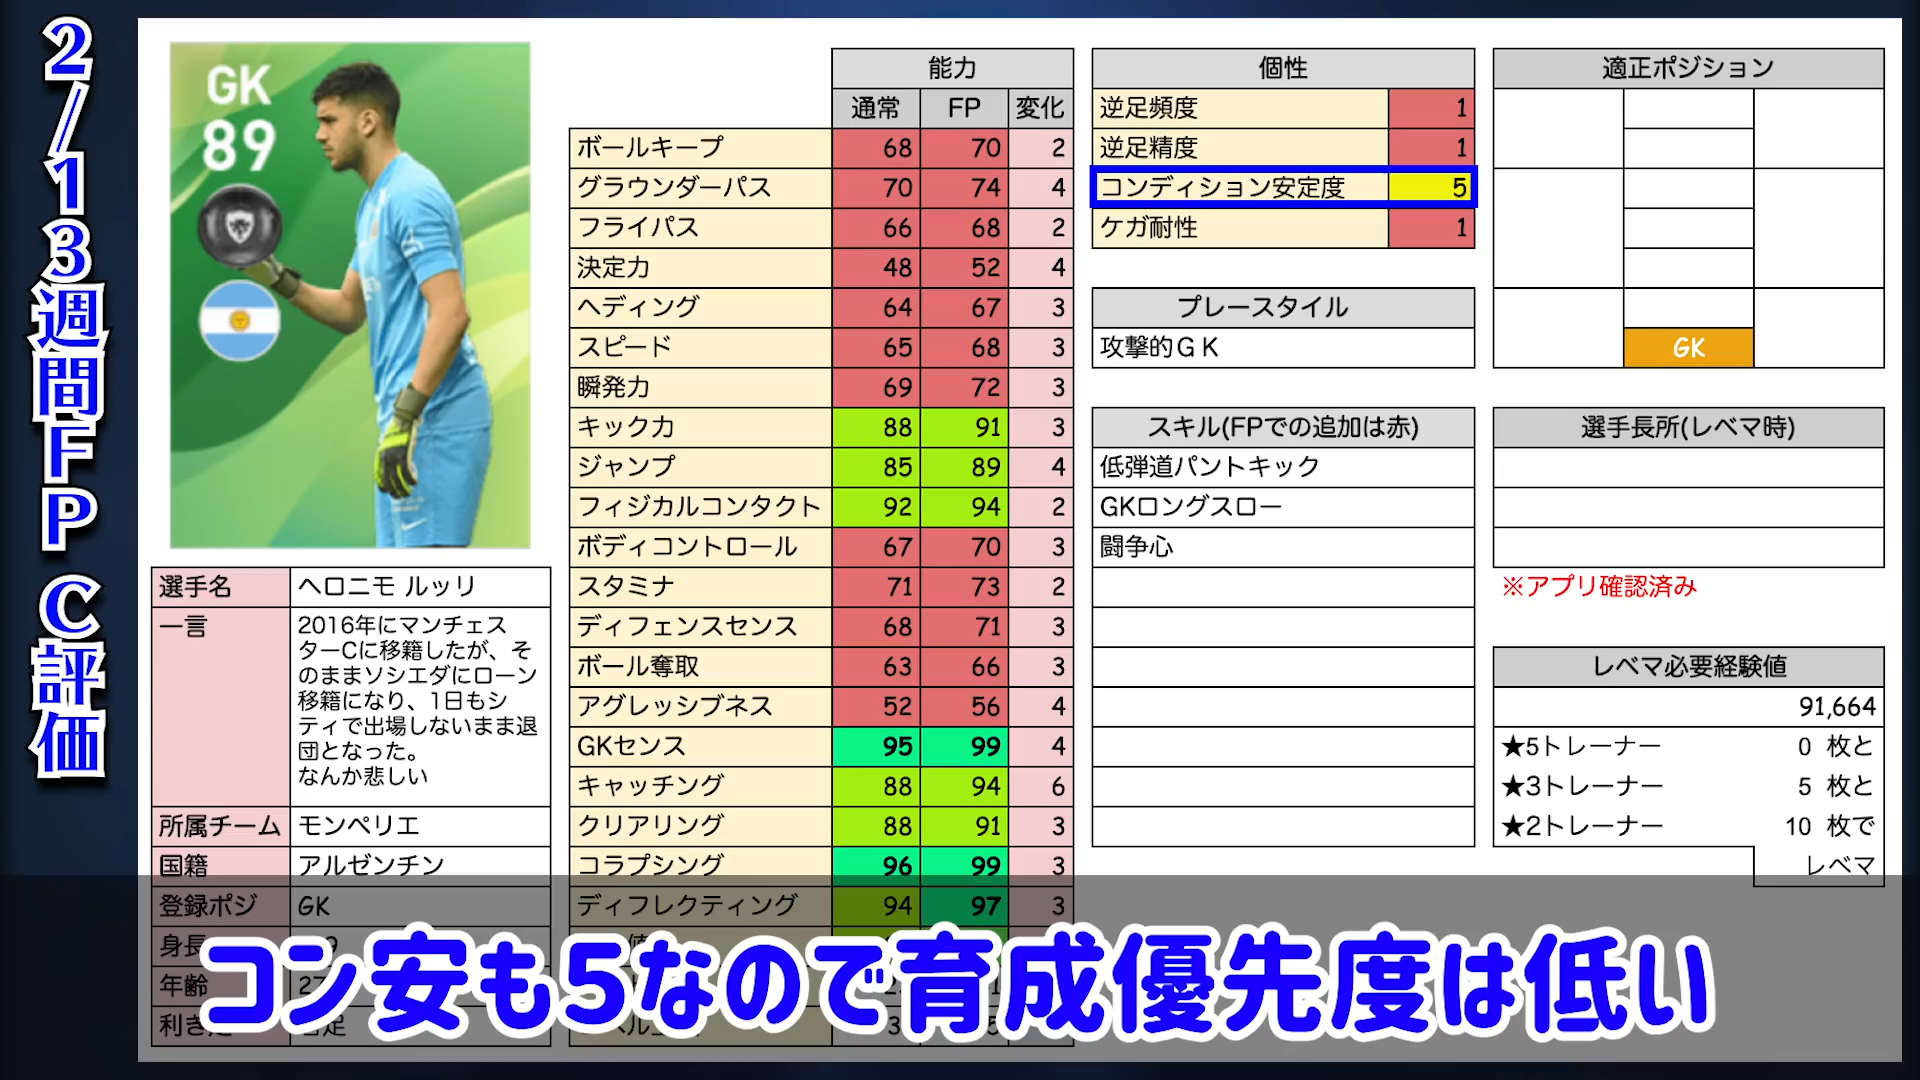 2/13週間FP C評価
GK
89
選手名 ヘロニモ ルッリ
一言 2016年にマンチェス
ターCに移籍したが、そ
のままソシエダにローン
移籍になり、1日もシ
ティで出場しないまま退
団となった。
なんか悲しい
所属チーム モンペリエ
国籍 アルゼンチン
登録ポジ GK
身長
年齢
能力
通常 FP 変化
ボールキープ 68 70 2
グラウンダーパス 70 74 4
フライパス 66 68 2
決定力 48 52 4
ヘディング 64 67 3
スピード 65 68 3
瞬発力 69 72 3
キック力 88 91 3
ジャンプ 85 89 4
フィジカルコンタクト 92 94 2
ボディコントロール 67 70 3
スタミナ 71 73 2
ディフェンスセンス 68 71 3
ボール奪取 63 66 3
アグレッシブネス 52 56 4
GKセンス 95 99 4
キャッチング 88 94 6
クリアリング 88 91 3
コラプシング 96 99 3
ディフレクティング 94 97 3
個性
逆足頻度 1
逆足精度 1
コンディション安定度 5
ケガ耐性 1
プレースタイル
攻撃的GK
スキル(FPでの追加は赤)
低弾道パントキック
GKロングスロー
闘争心
適正ポジション
GK
選手長所(レベマ時)
※アプリ確認済み
レベマ必要経験値
91,664
★5トレーナー 0 枚と
★3トレーナー 5 枚と
★2トレーナー 10 枚で
レベマ
コン安も5なので育成優先度は低い